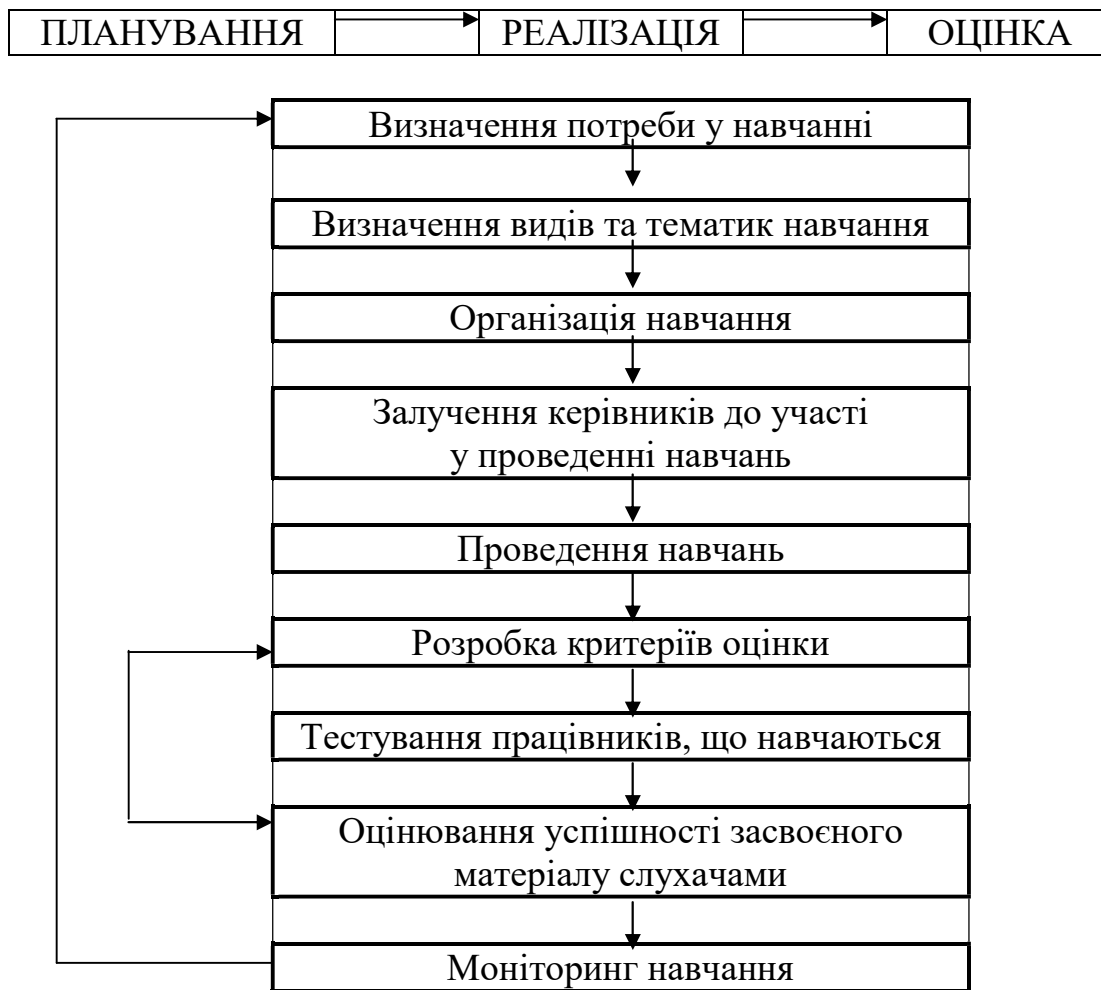 ПЛАНУВАННЯ РЕАЛІЗАЦІЯ ОЦІНКА
Визначення потреби у навчанні
Визначення видів та тематик навчання
Організація навчання
Залучення керівників до участі
у проведенні навчань
Проведення навчань
Розробка критеріїв оцінки
Тестування працівників, що навчаються
Оцінювання успішності засвоєного
матеріалу слухачами
Моніторинг навчання